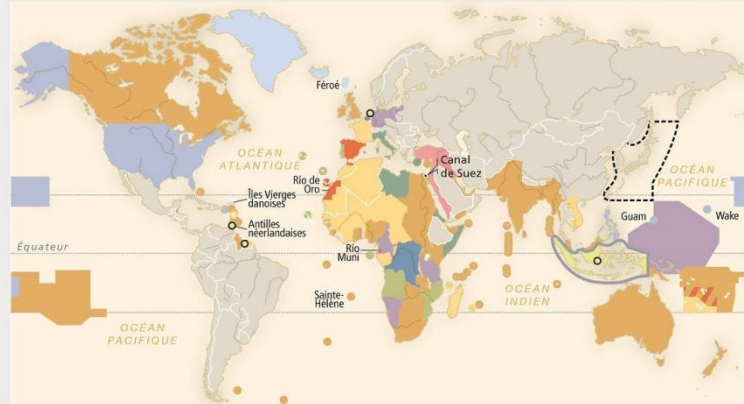 Féroé
OCÉAN
ATLANTIQUE
Canal
de Suez
OCÉAN
PACIFIQUE
Río de
Oro
Îles Vierges
danoises
Antilles
néerlandaises
Guam
Wake
Équateur
Río
Muni
Sainte-
Hélène
OCÉAN
INDIEN
OCÉAN
PACIFIQUE